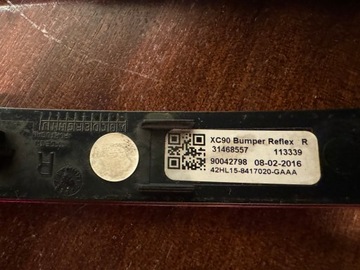 XC90 Bumper Reflex R
31468557 113339
90042798 08-02-2016
42HL15-8417020-GAAA
R